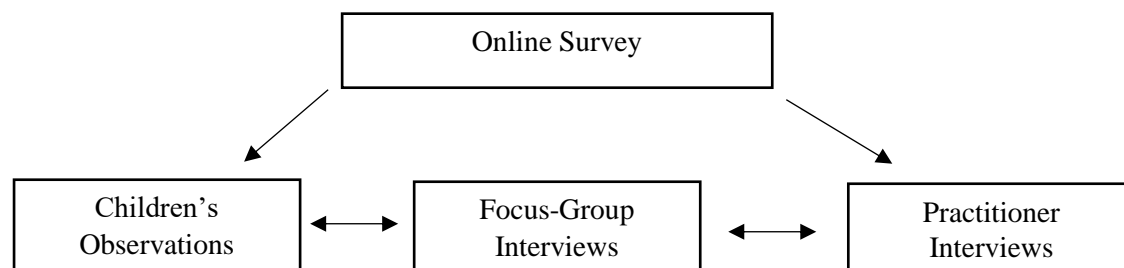 Online Survey
Children’s
Observations
Focus-Group
Interviews
Practitioner
Interviews